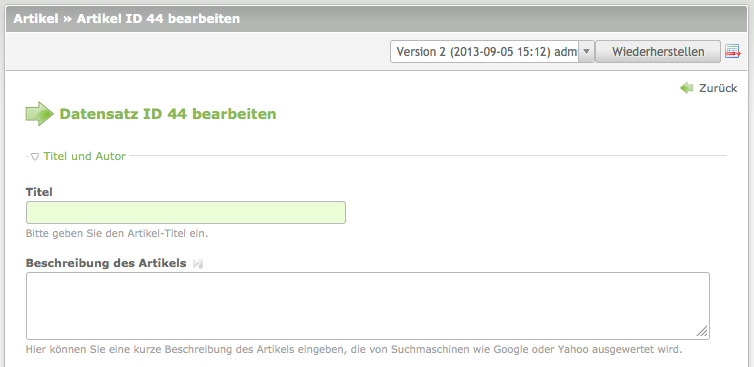 Artikel » Artikel ID 44 bearbeiten
Version 2 (2013-09-05 15:12) adm
Wiederherstellen
Zurück
Datensatz ID 44 bearbeiten
Titel und Autor
Titel
Bitte geben Sie den Artikel-Titel ein.
Beschreibung des Artikels
Hier können Sie eine kurze Beschreibung des Artikels eingeben, die von Suchmaschinen wie Google oder Yahoo ausgewertet wird.